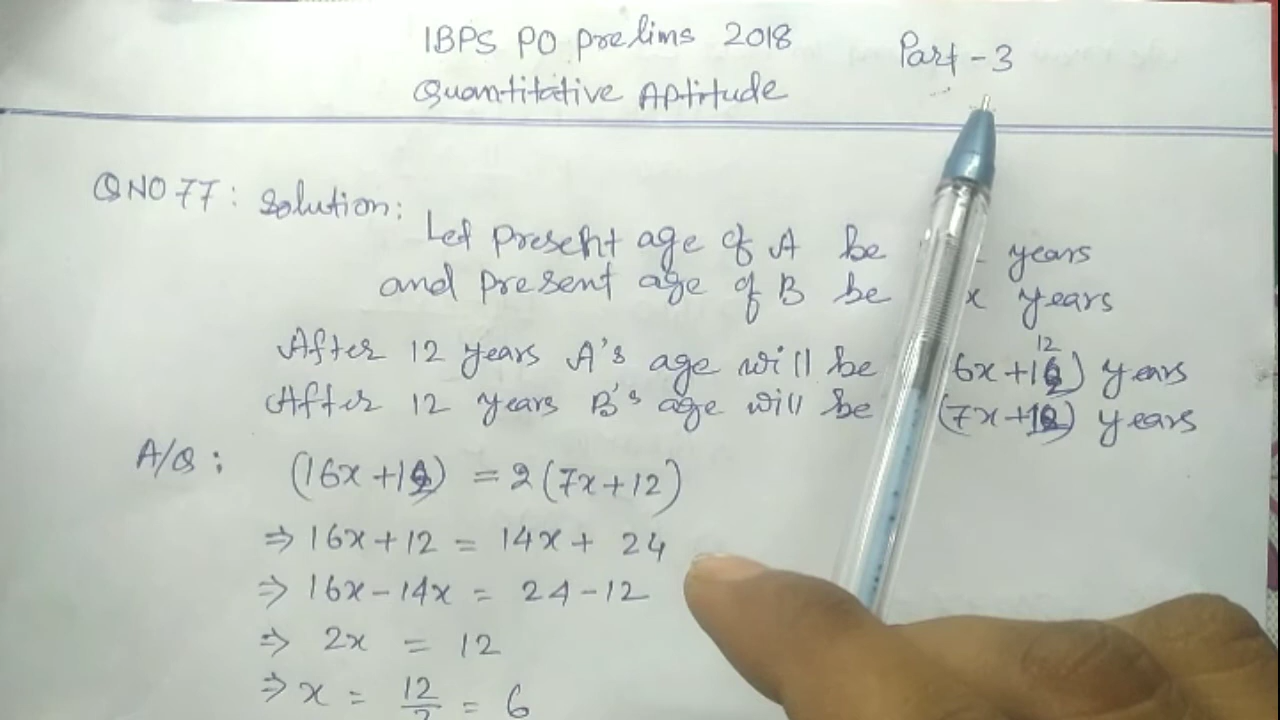 IBPS PO Prelims 2018
Part-3
Quantitative Aptitude
QNO 77: Solution:
Let Present age of A be years
and Present age of B be x years
After 12 years A's age will be 6x+12) years
After 12 years B's age will be (7x+12) years
A/Q: (16x+12) = 2(7x+12)
⇒ 16x+12 = 14x+ 24
⇒ 16x-14x = 24-12
⇒ 2x = 12
⇒ x = 12/2 = 6